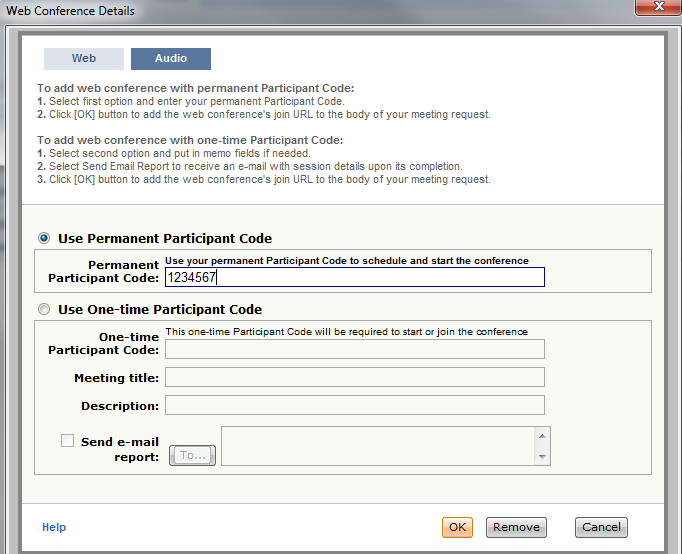 Web Conference Details
X
Web
Audio
To add web conference with permanent Participant Code:
1. Select first option and enter your permanent Participant Code.
2. Click [OK] button to add the web conference's join URL to the body of your meeting request.
To add web conference with one-time Participant Code:
1. Select second option and put in memo fields if needed.
2. Select Send Email Report to receive an e-mail with session details upon its completion.
3. Click [OK] button to add the web conference's join URL to the body of your meeting request.
Use Permanent Participant Code
Use your permanent Participant Code to schedule and start the conference
Permanent
Participant Code:
1234567
Use One-time Participant Code
This one-time Participant Code will be required to start or join the conference
One-time
Participant Code:
Meeting title:
Description:
Send e-mail
report:
To...
Help
OK
Remove
Cancel